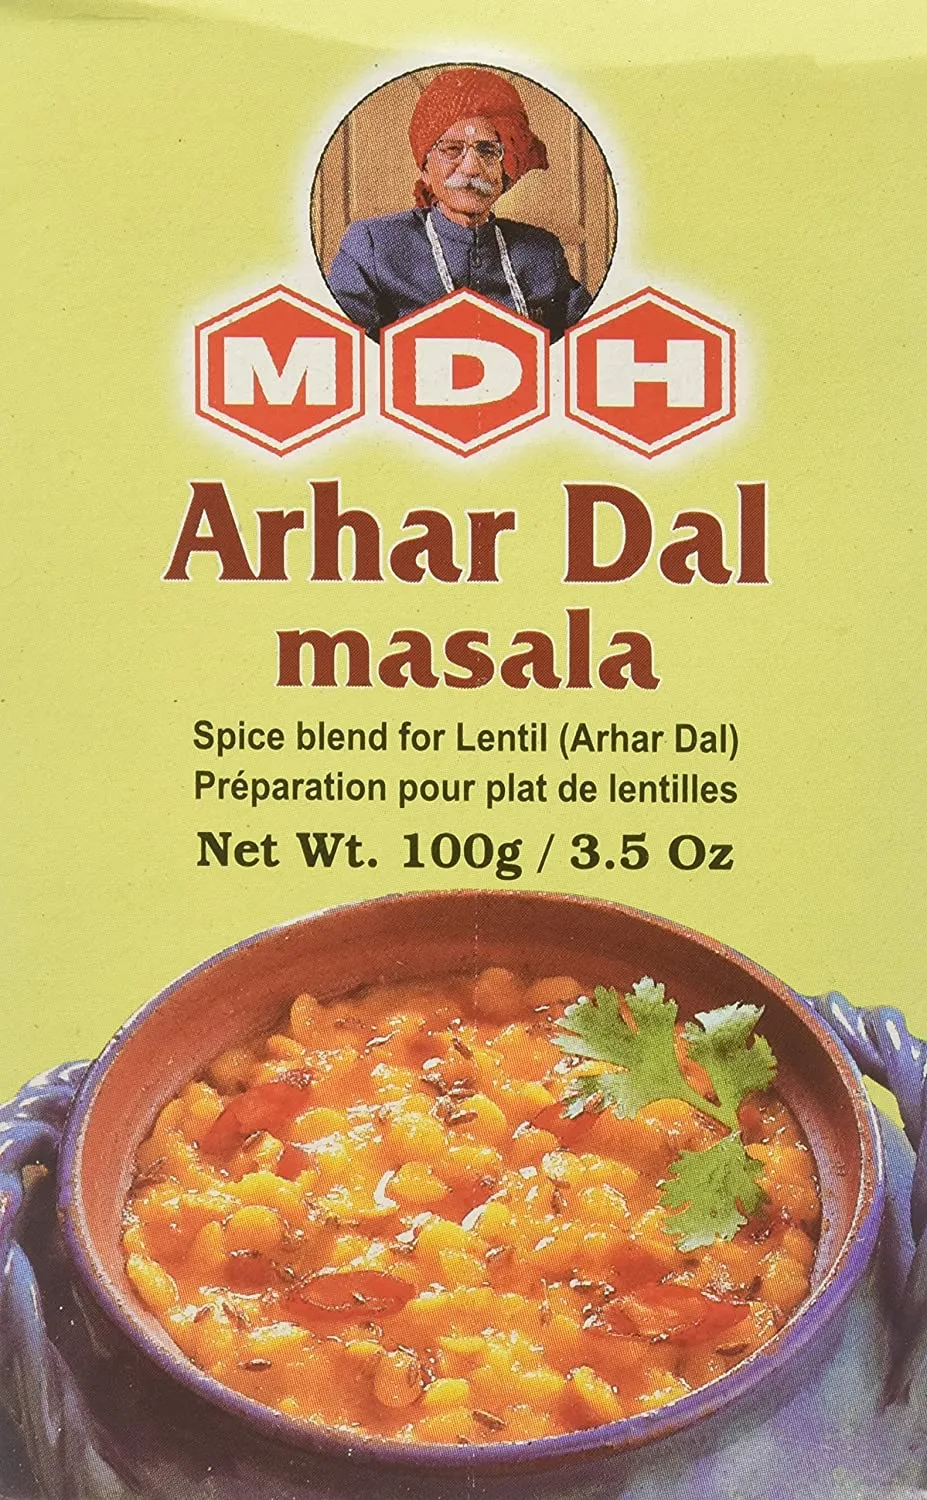 MDH
Arhar Dal
masala
Spice blend for Lentil (Arhar Dal)
Préparation pour plat de lentilles
Net Wt. 100g / 3.5 Oz